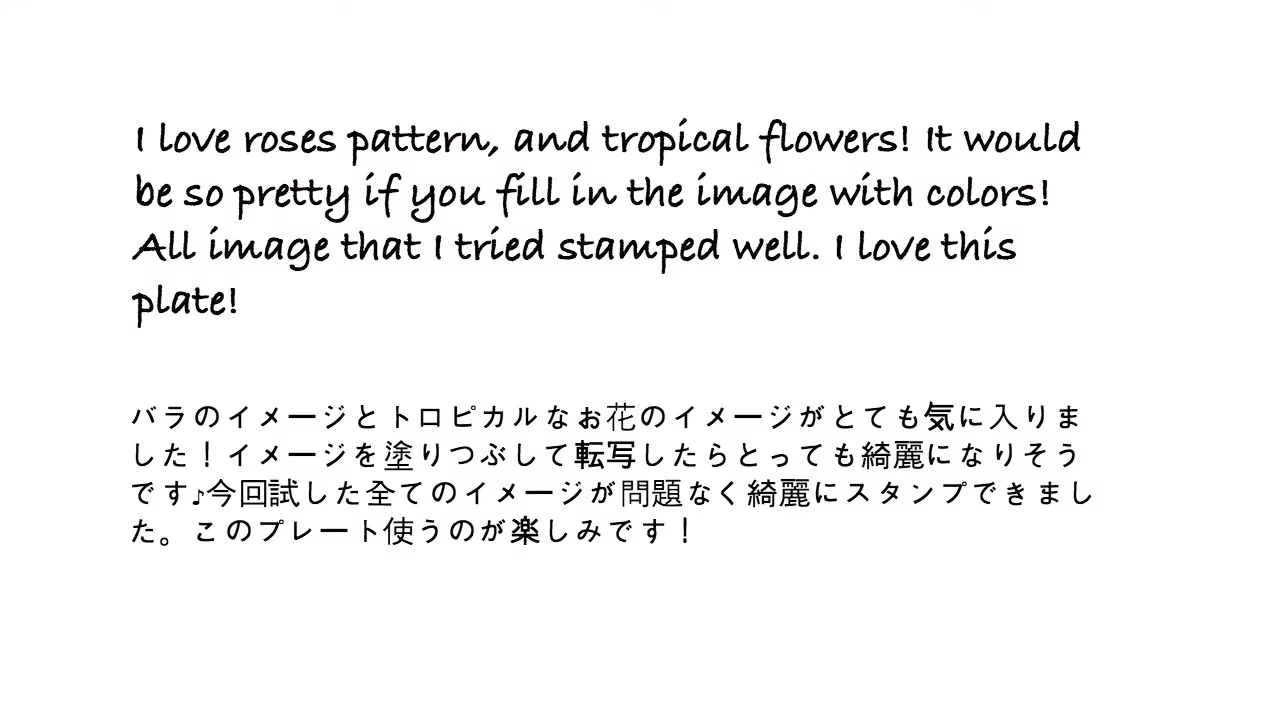 I love roses pattern, and tropical flowers! It would
be so pretty if you fill in the image with colors!
All image that I tried stamped well. I love this
plate!
バラのイメージとトロピカルなお花のイメージがとても気に入りま
した！イメージを塗りつぶして転写したらとっても綺麗になりそう
です♪今回試した全てのイメージが問題なく綺麗にスタンプできまし
た。このプレート使うのが楽しみです！